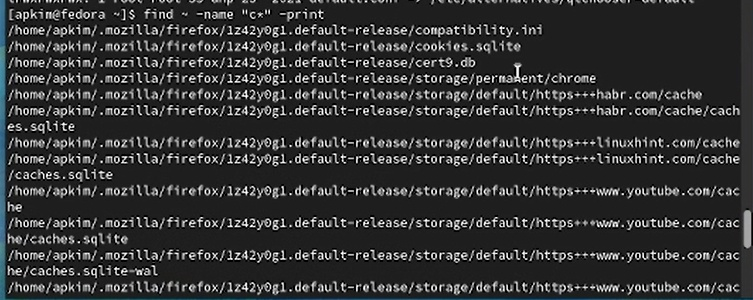 [apkim@fedora ~]$ find ~ -name "c*" -print
/home/apkim/.mozilla/firefox/1z42y0g1.default-release/compatibility.ini
/home/apkim/.mozilla/firefox/1z42y0g1.default-release/cookies.sqlite
/home/apkim/.mozilla/firefox/1z42y0g1.default-release/cert9.db
/home/apkim/.mozilla/firefox/1z42y0g1.default-release/storage/permanent/chrome
/home/apkim/.mozilla/firefox/1z42y0g1.default-release/storage/default/https+++habr.com/cache
/home/apkim/.mozilla/firefox/1z42y0g1.default-release/storage/default/https+++habr.com/cache/cach
es.sqlite
/home/apkim/.mozilla/firefox/1z42y0g1.default-release/storage/default/https+++linuxhint.com/cache
/home/apkim/.mozilla/firefox/1z42y0g1.default-release/storage/default/https+++linuxhint.com/cache
/caches.sqlite
/home/apkim/.mozilla/firefox/1z42y0g1.default-release/storage/default/https+++www.youtube.com/cac
he
/home/apkim/.mozilla/firefox/1z42y0g1.default-release/storage/default/https+++www.youtube.com/cac
he/caches.sqlite
/home/apkim/.mozilla/firefox/1z42y0g1.default-release/storage/default/https+++www.youtube.com/cac
he/caches.sqlite-wal
/home/apkim/.mozilla/firefox/1z42y0g1.default-release/storage/default/https+++www.youtube.com/cac